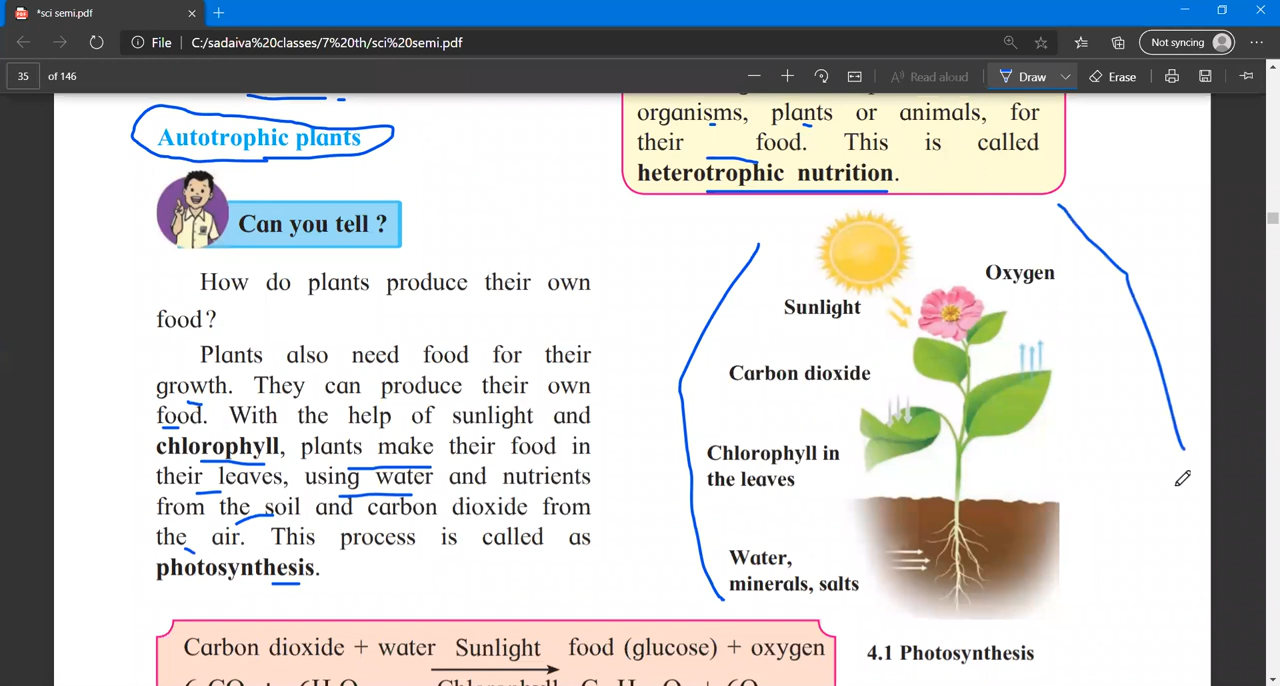 *sci semi.pdf
File C:/sadaiva%20classes/7%20th/sci%20semi.pdf
Not syncing
35 of 146
Read aloud
Draw
Erase
Autotrophic plants
Can you tell ?
How do plants produce their own
food?
Plants also need food for their
growth. They can produce their own
food. With the help of sunlight and
chlorophyll, plants make their food in
their leaves, using water and nutrients
from the soil and carbon dioxide from
the air. This process is called as
photosynthesis.
organisms, plants or animals, for
their food. This is called
heterotrophic nutrition.
Oxygen
Sunlight
Carbon dioxide
Chlorophyll in
the leaves
Water,
minerals, salts
4.1 Photosynthesis
Carbon dioxide + water Sunlight food (glucose) + oxygen
Chlorophyll